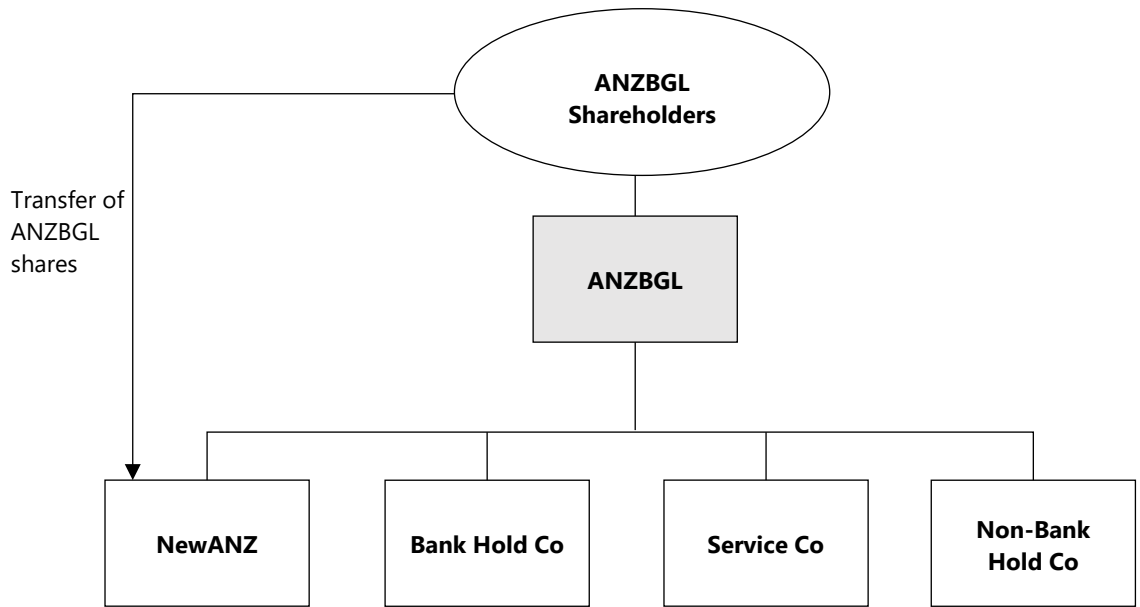 ANZBGL
Shareholders
Transfer of
ANZBGL
shares
ANZBGL
NewANZ
Bank Hold Co
Service Co
Non-Bank
Hold Co